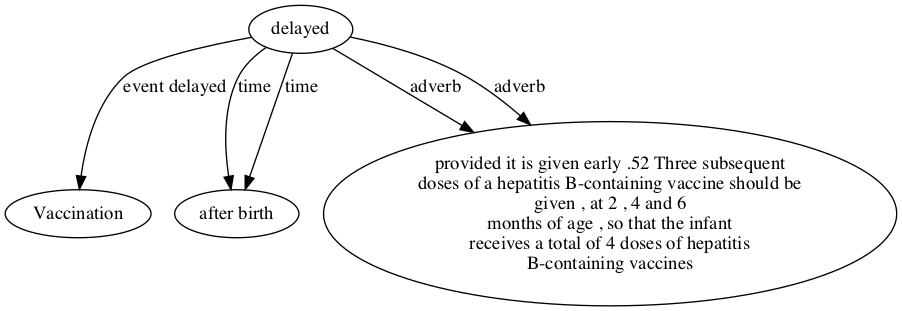 delayed
event delayed
time
time
adverb
adverb
Vaccination
after birth
provided it is given early .52 Three subsequent
doses of a hepatitis B-containing vaccine should be
given , at 2 , 4 and 6
months of age , so that the infant
receives a total of 4 doses of hepatitis
B-containing vaccines